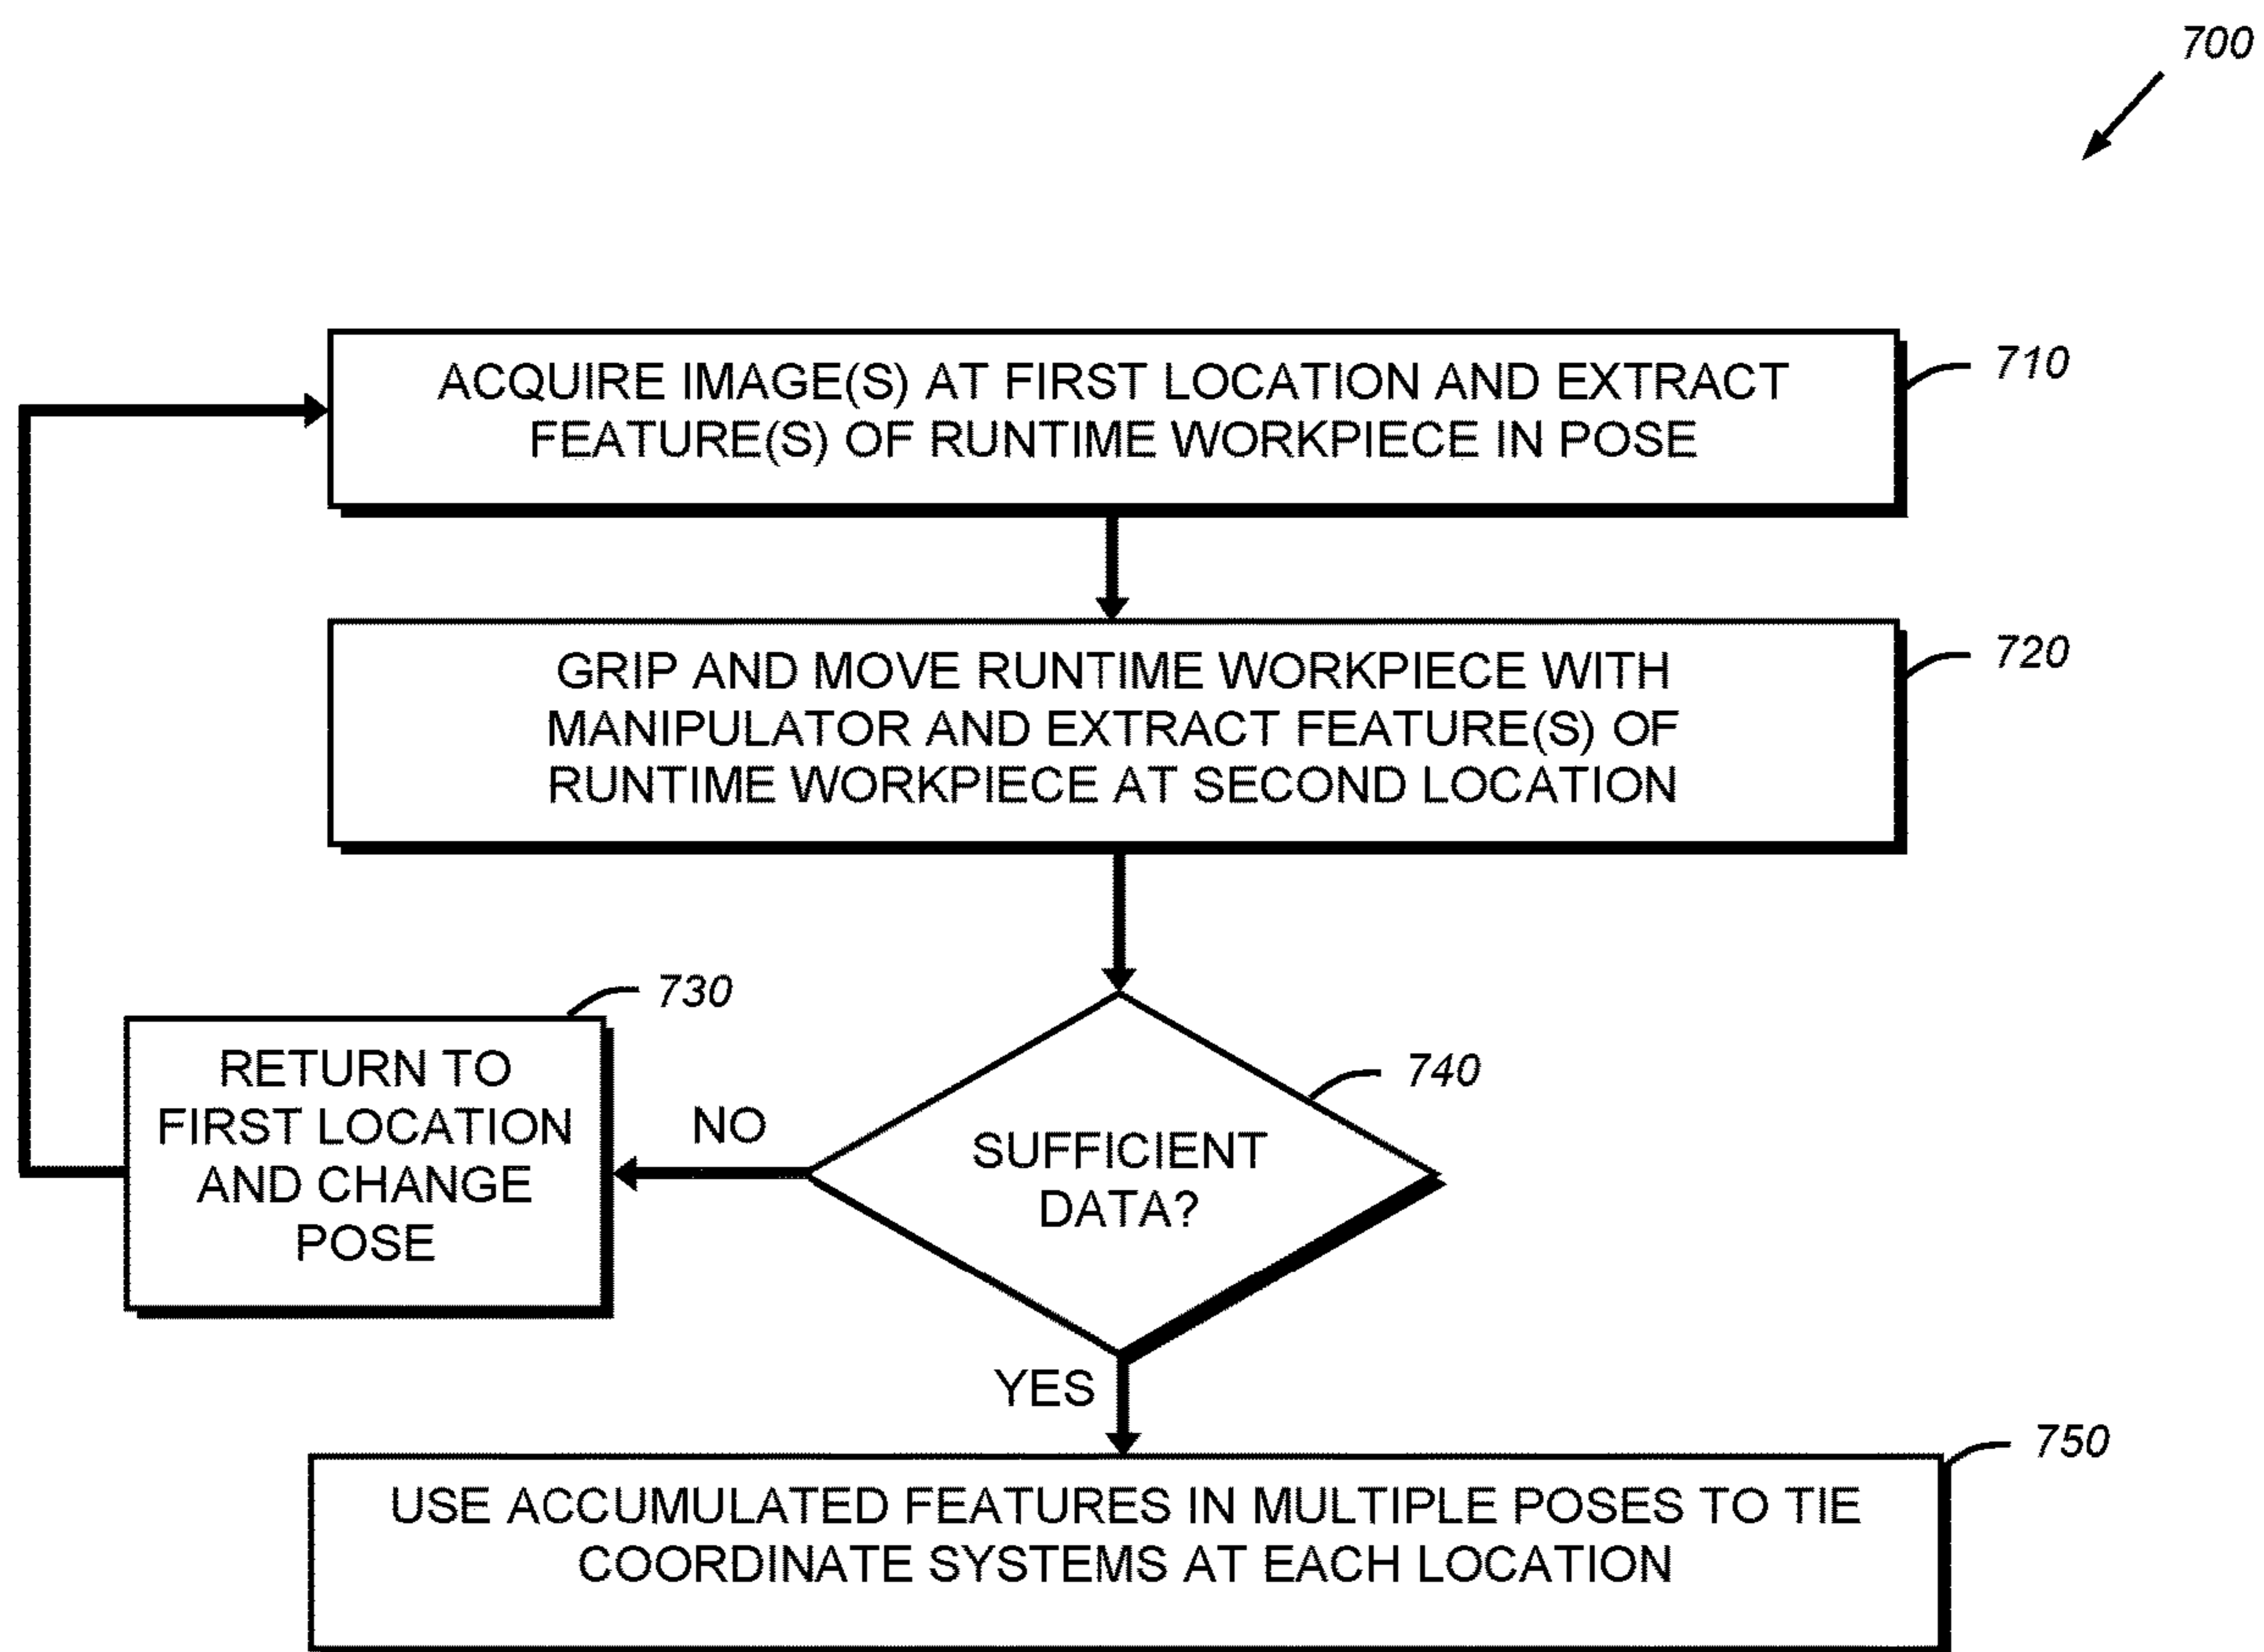 700
ACQUIRE IMAGE(S) AT FIRST LOCATION AND EXTRACT
FEATURE(S) OF RUNTIME WORKPIECE IN POSE
710
GRIP AND MOVE RUNTIME WORKPIECE WITH
MANIPULATOR AND EXTRACT FEATURE(S) OF
RUNTIME WORKPIECE AT SECOND LOCATION
720
730
RETURN TO
FIRST LOCATION
AND CHANGE
POSE
NO
740
SUFFICIENT
DATA?
YES
750
USE ACCUMULATED FEATURES IN MULTIPLE POSES TO TIE
COORDINATE SYSTEMS AT EACH LOCATION